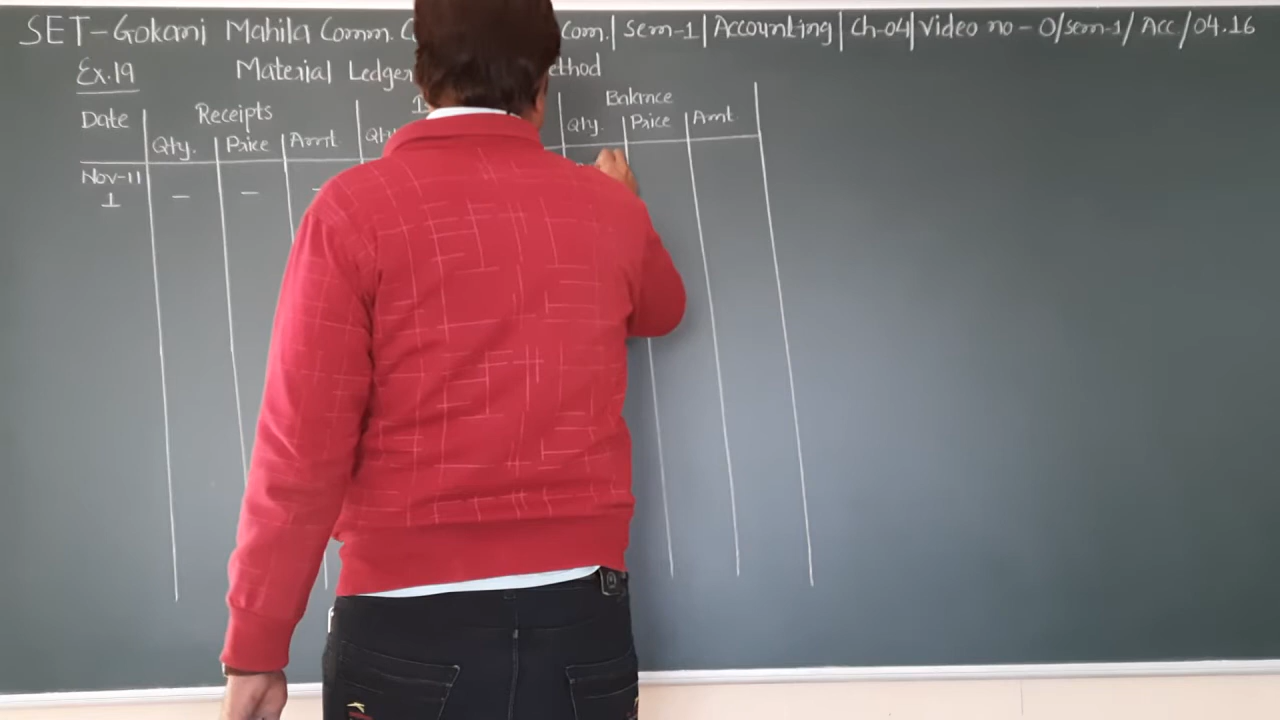 SET-Gokani Mahila Comm. Com. | Sem-1 | Accounting | Ch-04 | Video no - 0/sem-1/ Acc /04.16
Ex.19 Material Ledger
Date Receipts Balance
Qty. Price Amt Qty. Price Amt
Nov-11
1 - - -